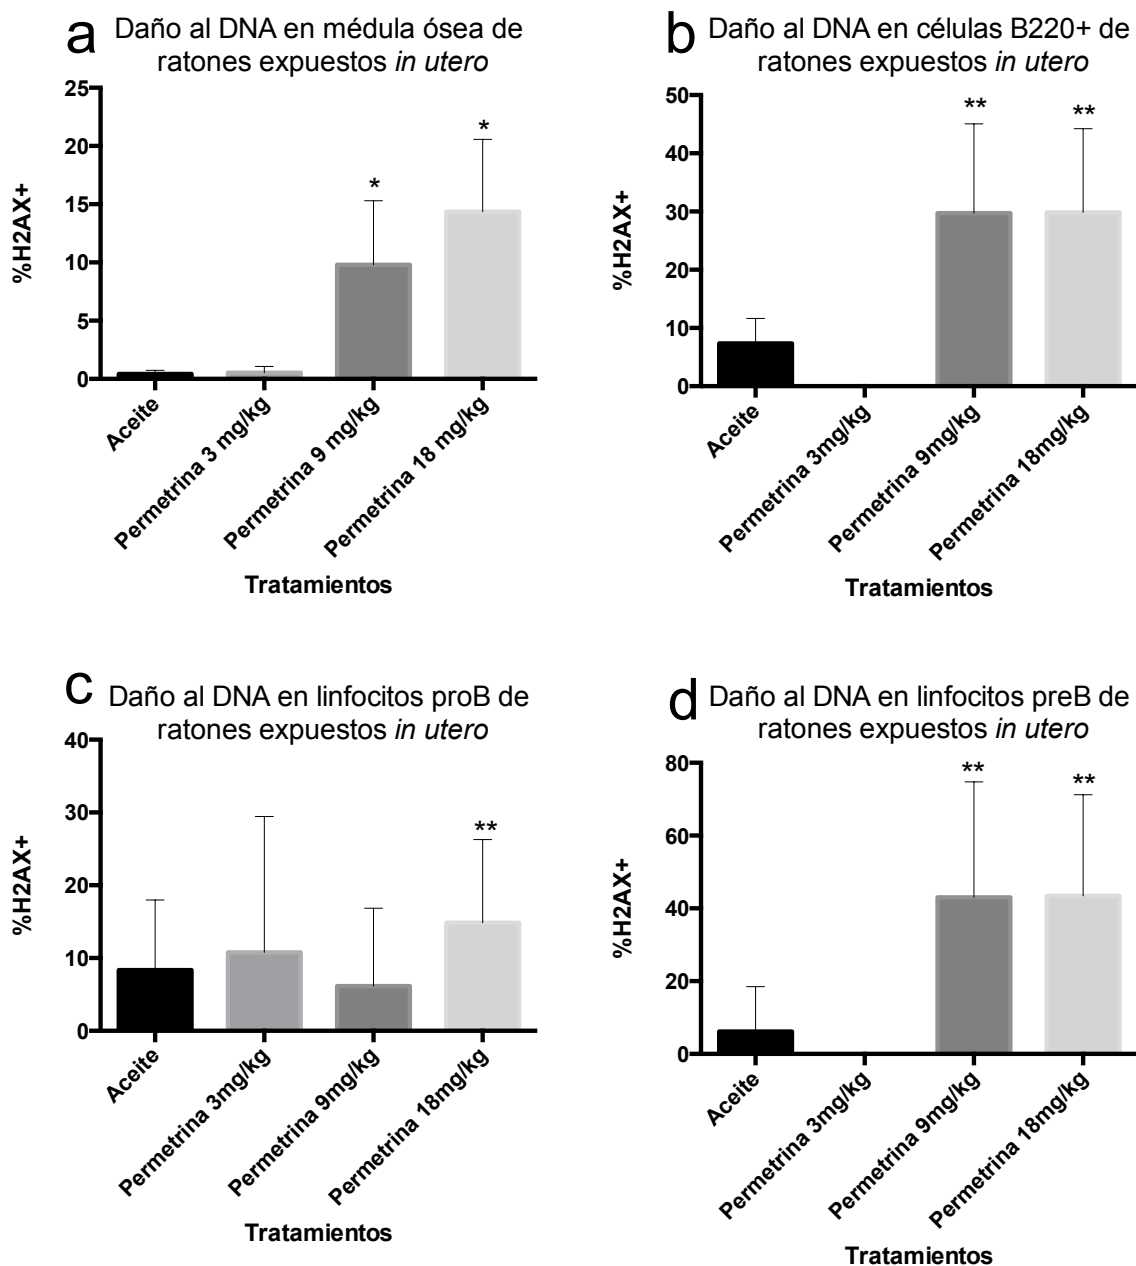 a
Daño al DNA en médula ósea de
ratones expuestos in utero
25
20
15
10
5
0
%H2AX+
*
*
Aceite
Permetrina 3 mg/kg
Permetrina 9 mg/kg
Permetrina 18 mg/kg
Tratamientos
b
Daño al DNA en células B220+ de
ratones expuestos in utero
50
40
30
20
10
0
%H2AX+
**
**
Aceite
Permetrina 3mg/kg
Permetrina 9mg/kg
Permetrina 18mg/kg
Tratamientos
c
Daño al DNA en linfocitos proB de
ratones expuestos in utero
40
30
20
10
0
%H2AX+
**
Aceite
Permetrina 3mg/kg
Permetrina 9mg/kg
Permetrina 18mg/kg
Tratamientos
d
Daño al DNA en linfocitos preB de
ratones expuestos in utero
80
60
40
20
0
%H2AX+
**
**
Aceite
Permetrina 3mg/kg
Permetrina 9mg/kg
Permetrina 18mg/kg
Tratamientos